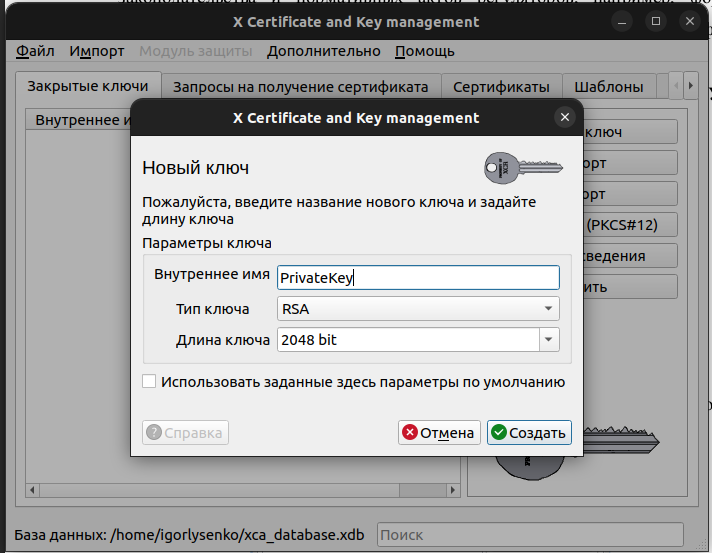 X Certificate and Key management
Файл Импорт Модуль защиты Дополнительно Помощь
Закрытые ключи Запросы на получение сертификата Сертификаты Шаблоны
Внутреннее и
ключ
орт
орт
(PKCS#12)
сведения
ить
X Certificate and Key management
Новый ключ
Пожалуйста, введите название нового ключа и задайте
длину ключа
Параметры ключа
Внутреннее имя PrivateKey
Тип ключа RSA
Длина ключа 2048 bit
Использовать заданные здесь параметры по умолчанию
Справка Отмена Создать
База данных: /home/igorlysenko/xca_database.xdb Поиск